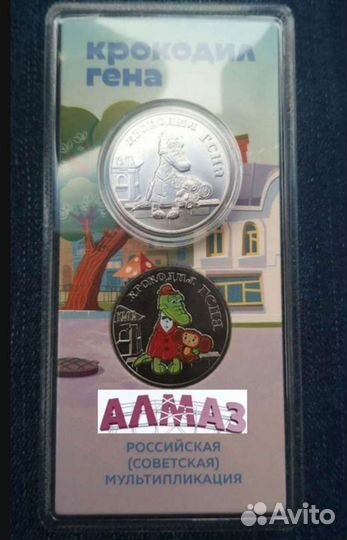 крокодил
гена
КРОКОДИЛ ГЕНА
КРОКОДИЛ ГЕНА
АЛМАЗ
РОССИЙСКАЯ
(СОВЕТСКАЯ)
МУЛЬТИПЛИКАЦИЯ
Avito